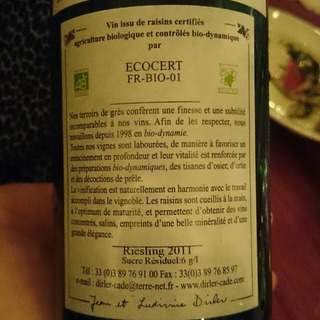 Vin issu de raisins certifiés
agriculture biologique et contrôlés bio-dynamique
par
ECOCERT
FR-BIO-01
AB
Nos terroirs de grès confèrent une finesse et une subtilité
incomparables à nos vins. Afin de les respecter, nous
travaillons depuis 1998 en bio-dynamie.
Toutes nos vignes sont labourées, de manière à favoriser un
enracinement en profondeur et leur vitalité est renforcée par
des préparations bio-dynamiques, des tisanes d'osier, d'ortie
et des décoctions de prêle.
La vinification est naturellement en harmonie avec le travail
accompli dans le vignoble. Les raisins sont cueillis à la main,
à l'optimum de maturité, et permettent d'obtenir des vins
concentrés, salins, empreints d'une belle minéralité et d'une
grande élégance.
Riesling 2011
Sucre Résiduel:6 g/l
Tél : 33 (0)3 89 76 91 00 Fax : 33(0)3 89 76 85 97
e-mail : dirler-cade@terre-net.fr - www.dirler-cade.com
Jean et Ludivine Dirler